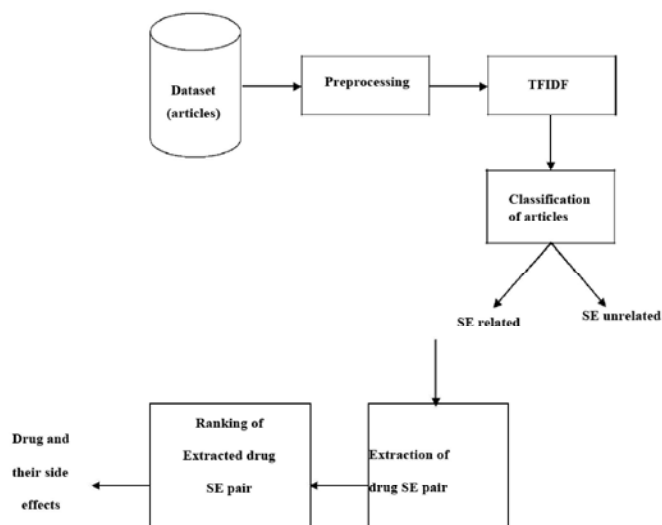 Dataset
(articles)
Preprocessing
TFIDF
Classification
of articles
SE related
SE unrelated
Extraction of
drug SE pair
Ranking of
Extracted drug
SE pair
Drug and
their side
effects